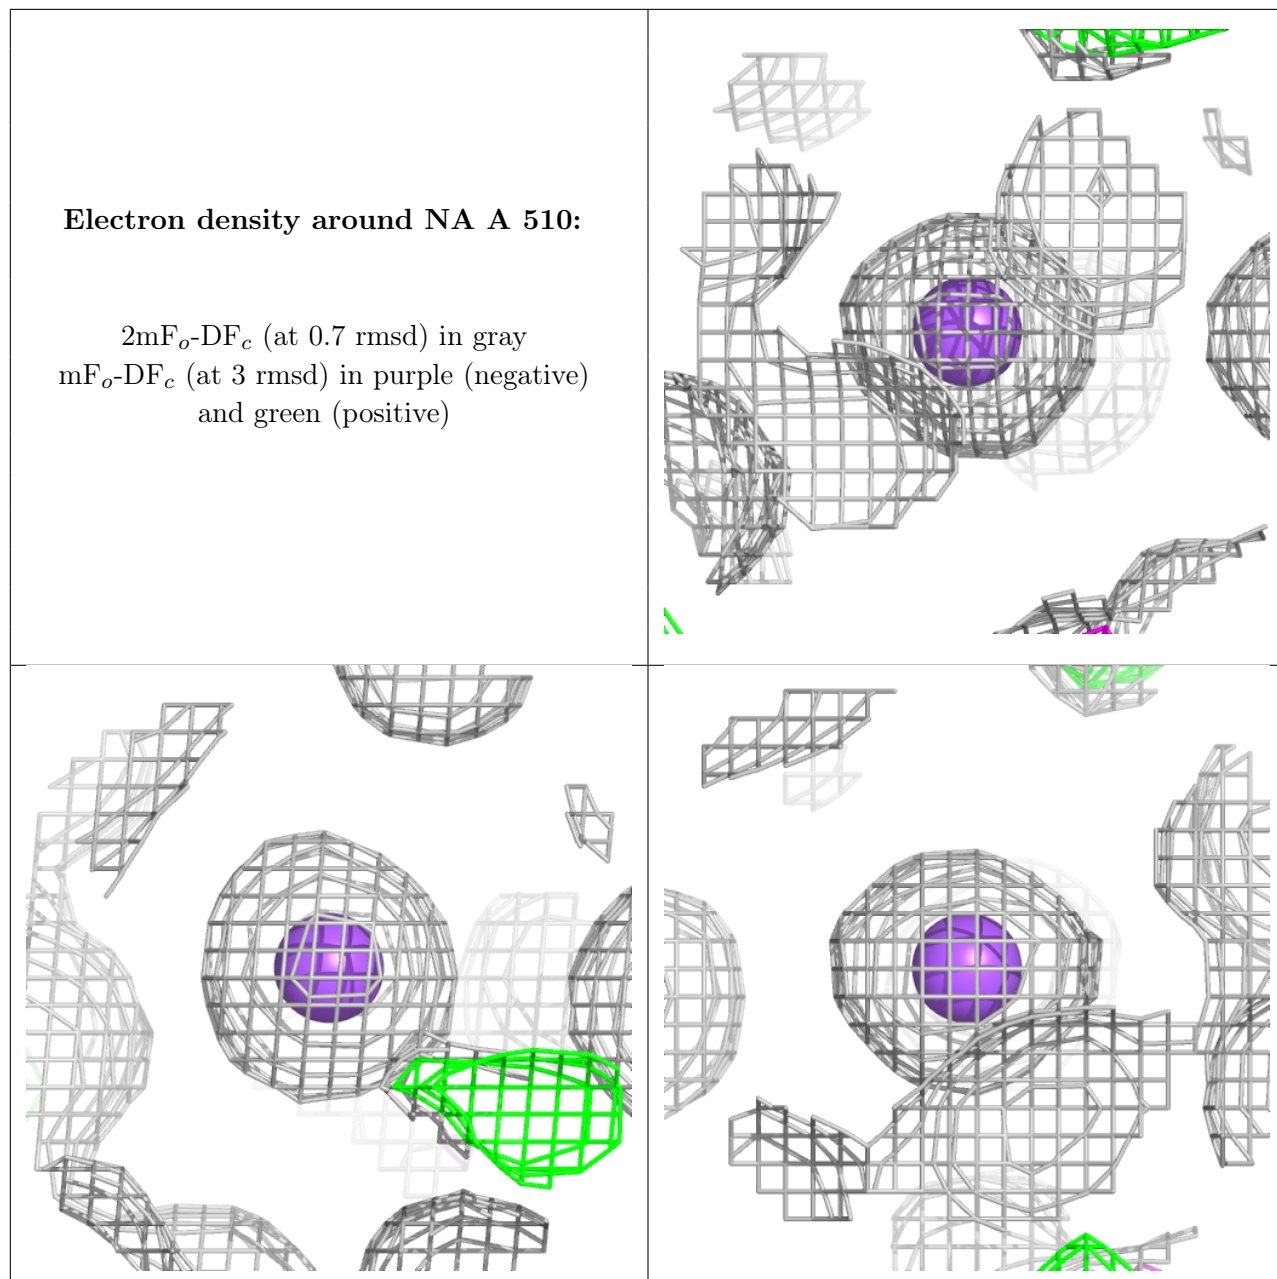 Electron density around NA A 510:
2mFo-DFc (at 0.7 rmsd) in gray
mFo-DFc (at 3 rmsd) in purple (negative)
and green (positive)